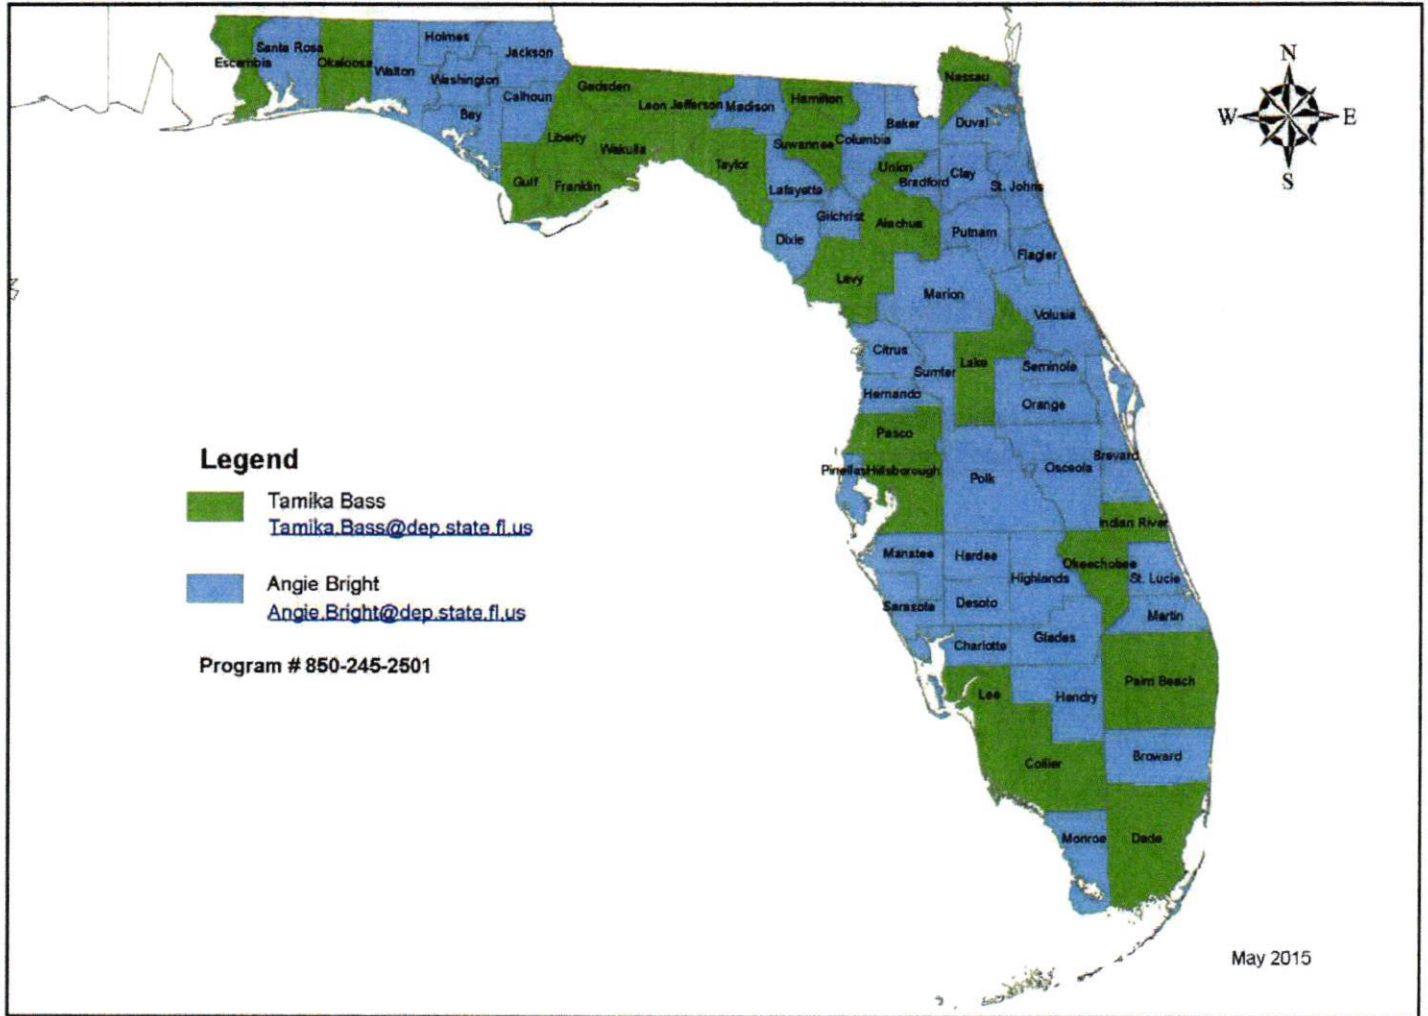 N
W E
S
Holmes
Santa Rosa
Jackson
Escambia
Okaloosa
Walton
Washington
Calhoun
Bay
Gadsden
Leon Jefferson Madison
Hamilton
Nassau
Baker
Duval
Liberty
Wakulla
Suwannee
Columbia
Taylor
Union
Bradford
Clay
Gulf
Franklin
Lafayette
St. Johns
Gilchrist
Alachua
Putnam
Dixie
Flagler
Levy
Marion
Volusia
Citrus
Sumter
Lake
Seminole
Hernando
Orange
Pasco
Brevard
Pinellas Hillsborough
Polk
Osceola
Indian River
Manatee
Hardee
Highlands
Okeechobee
St. Lucie
Sarasota
Desoto
Martin
Charlotte
Glades
Lee
Hendry
Palm Beach
Collier
Broward
Monroe
Dade
Legend
Tamika Bass
Tamika.Bass@dep.state.fl.us
Angie Bright
Angie.Bright@dep.state.fl.us
Program # 850-245-2501
May 2015